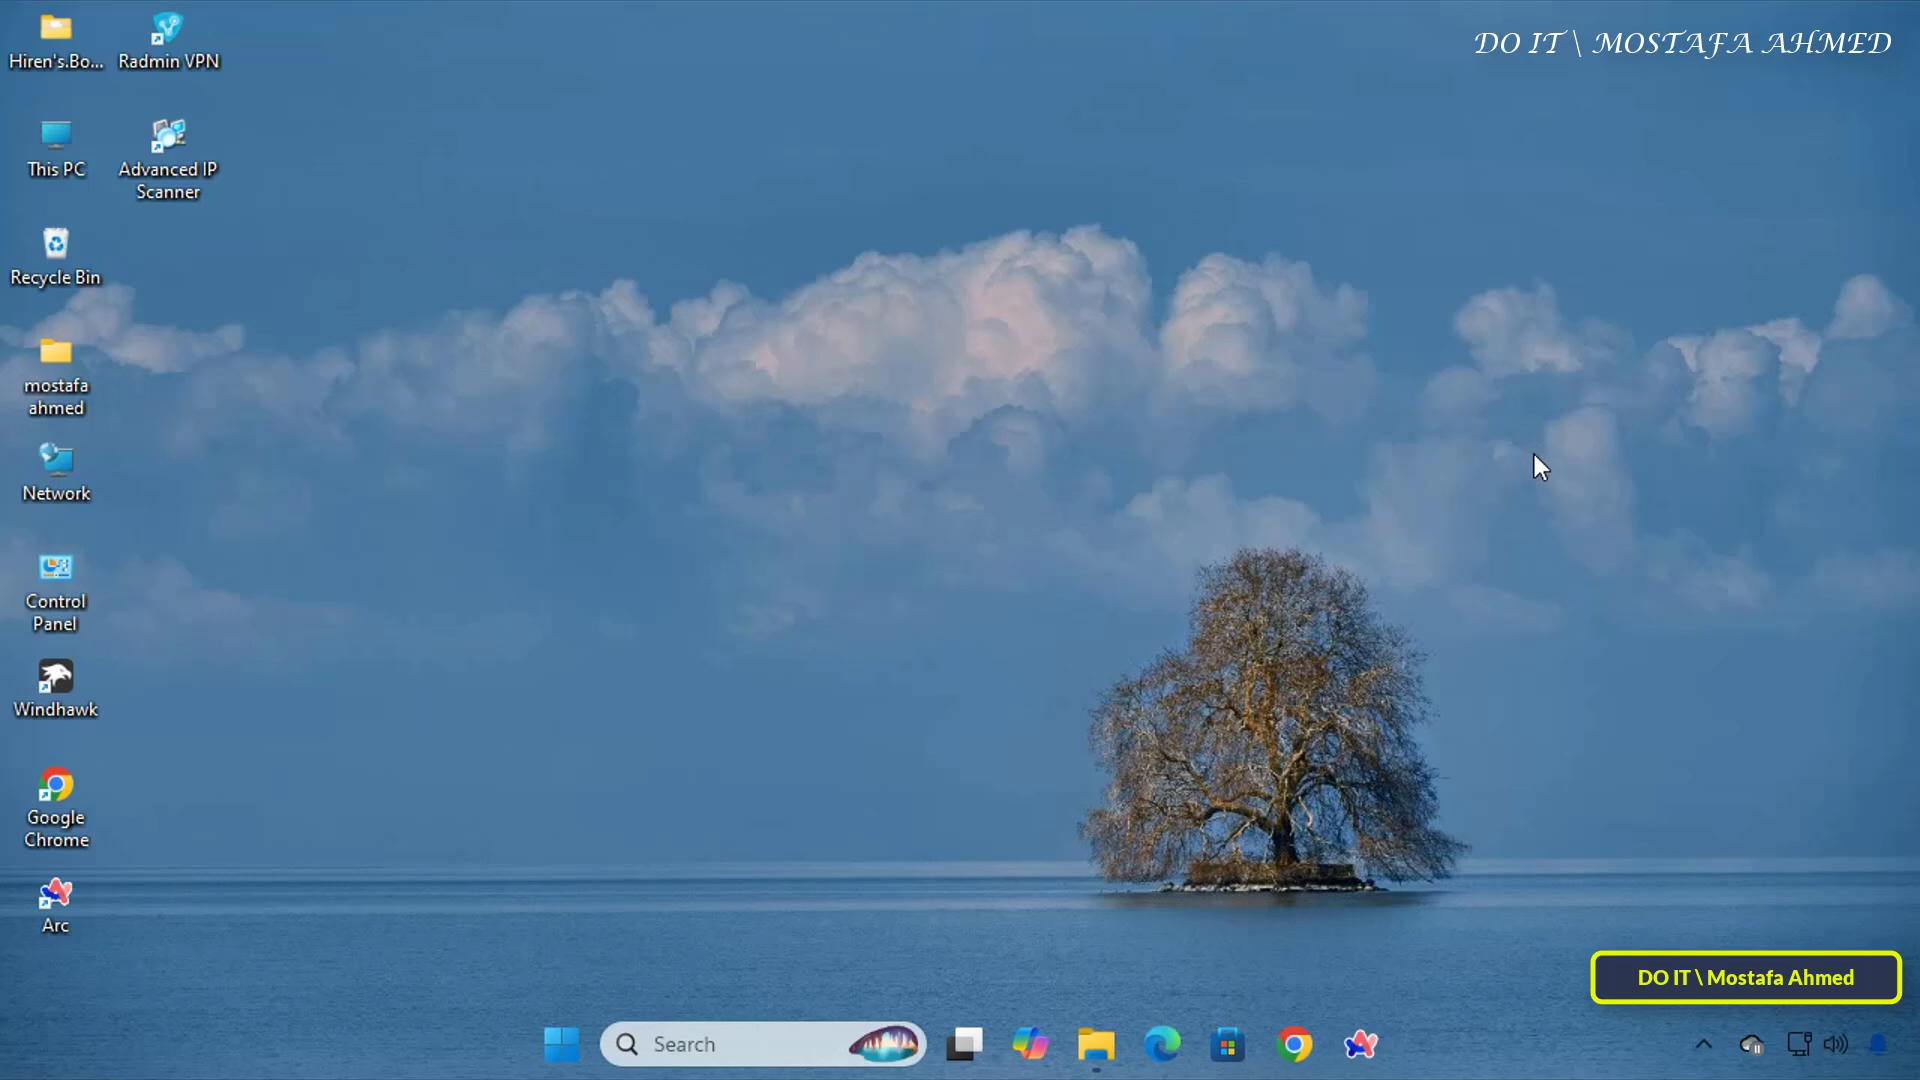 Hiren's.Bo...
Radmin VPN
DO IT \ MOSTAFA AHMED
This PC
Advanced IP
Scanner
Recycle Bin
mostafa
ahmed
Network
Control
Panel
Windhawk
Google
Chrome
Arc
DO IT \ Mostafa Ahmed
Search